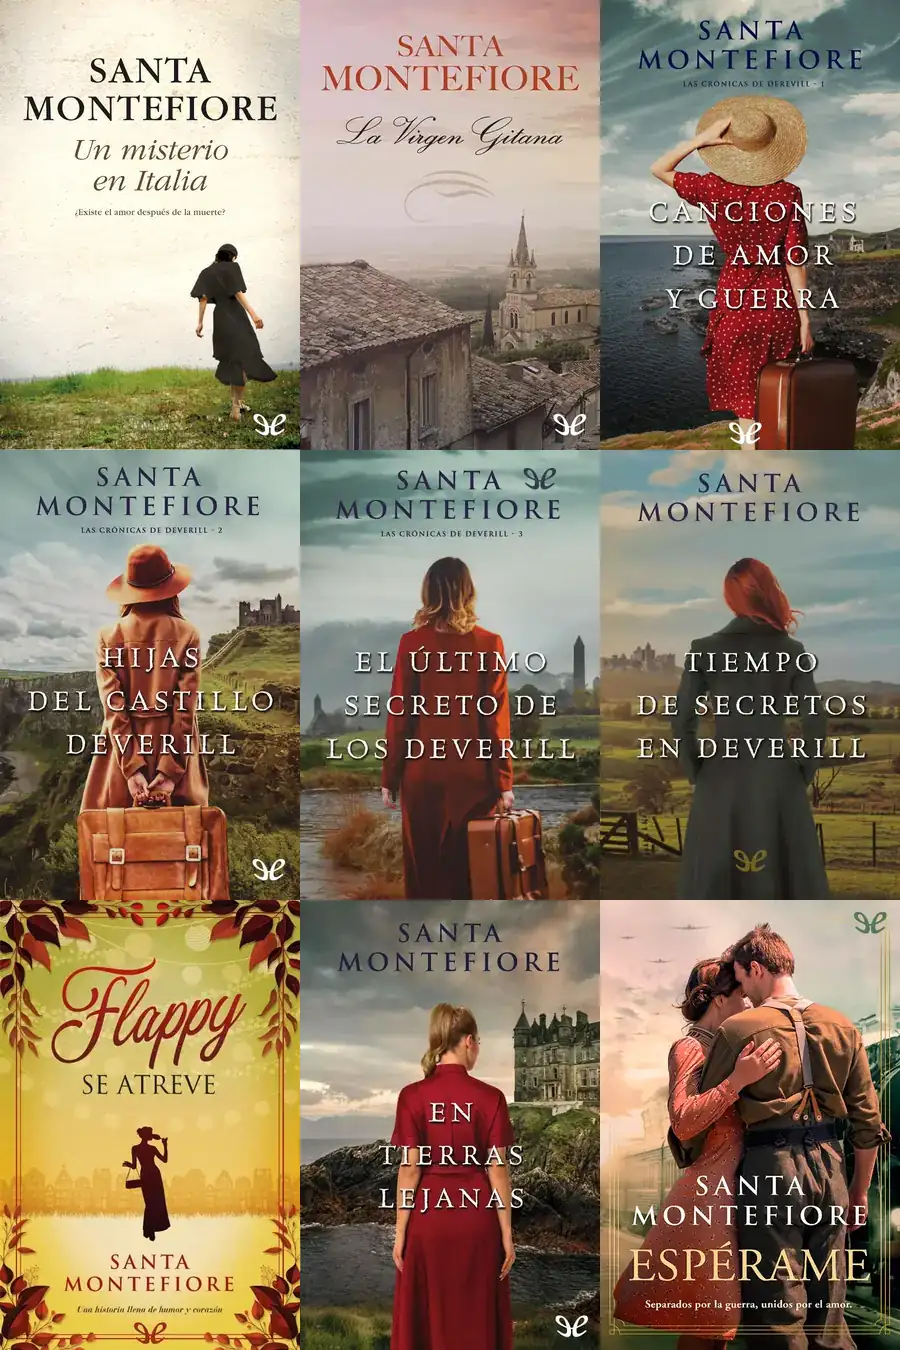 SANTA
MONTEFIORE
Un misterio
en Italia
¿Existe el amor después de la muerte?
SANTA
MONTEFIORE
La Virgen Gitana
SANTA
MONTEFIORE
LAS CRÓNICAS DE DEREVILL - 1
CANCIONES
DE AMOR
Y GUERRA
SANTA
MONTEFIORE
LAS CRÓNICAS DE DEVERILL - 2
HIJAS
DEL CASTILLO
DEVERILL
SANTA
MONTEFIORE
LAS CRÓNICAS DE DEVERILL - 3
EL ÚLTIMO
SECRETO DE
LOS DEVERILL
SANTA
MONTEFIORE
TIEMPO
DE SECRETOS
EN DEVERILL
Flappy
SE ATREVE
SANTA
MONTEFIORE
Una historia llena de humor y corazón
SANTA
MONTEFIORE
EN
TIERRAS
LEJANAS
SANTA
MONTEFIORE
ESPÉRAME
Separados por la guerra, unidos por el amor.